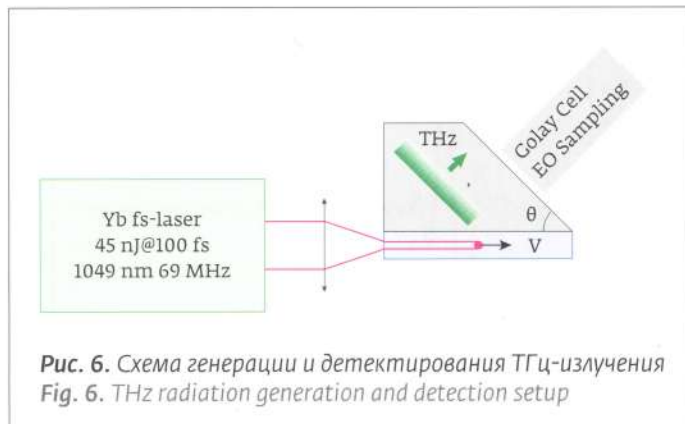 THz
Golay Cell
EO Sampling
Yb fs-laser
45 nJ@100 fs
1049 nm 69 MHz
θ
V
Рис. 6. Схема генерации и детектирования ТГц-излучения
Fig. 6. THz radiation generation and detection setup